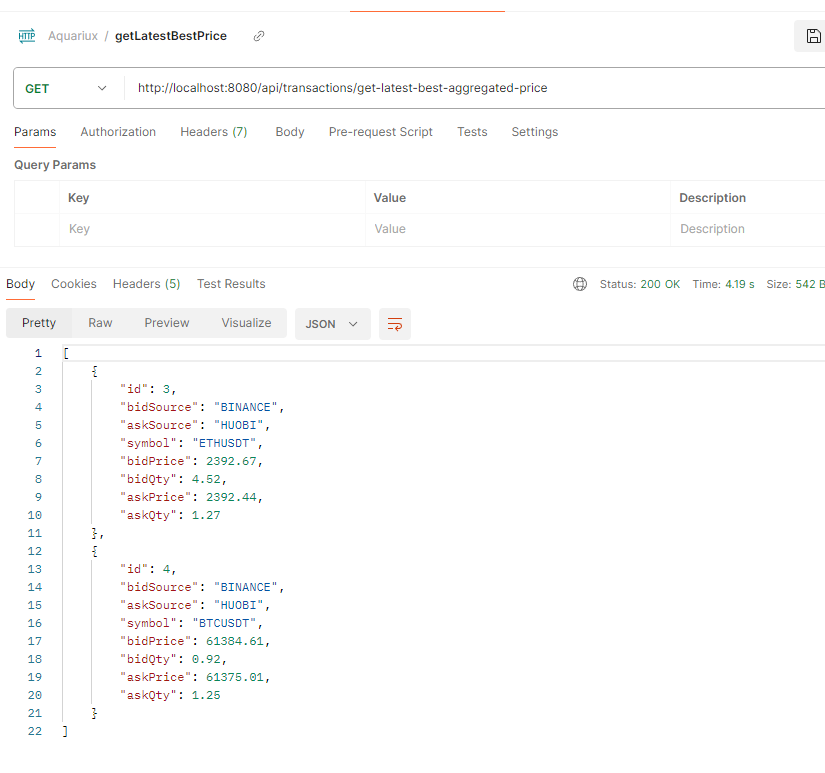 HTTP Aquariux / getLatestBestPrice
GET http://localhost:8080/api/transactions/get-latest-best-aggregated-price
Params Authorization Headers (7) Body Pre-request Script Tests Settings
Query Params
Key Value Description
Key Value Description
Body Cookies Headers (5) Test Results Status: 200 OK Time: 4.19 s Size: 542 B
Pretty Raw Preview Visualize JSON
1 [
2 {
3 "id": 3,
4 "bidSource": "BINANCE",
5 "askSource": "HUOBI",
6 "symbol": "ETHUSDT",
7 "bidPrice": 2392.67,
8 "bidQty": 4.52,
9 "askPrice": 2392.44,
10 "askQty": 1.27
11 },
12 {
13 "id": 4,
14 "bidSource": "BINANCE",
15 "askSource": "HUOBI",
16 "symbol": "BTCUSDT",
17 "bidPrice": 61384.61,
18 "bidQty": 0.92,
19 "askPrice": 61375.01,
20 "askQty": 1.25
21 }
22 ]